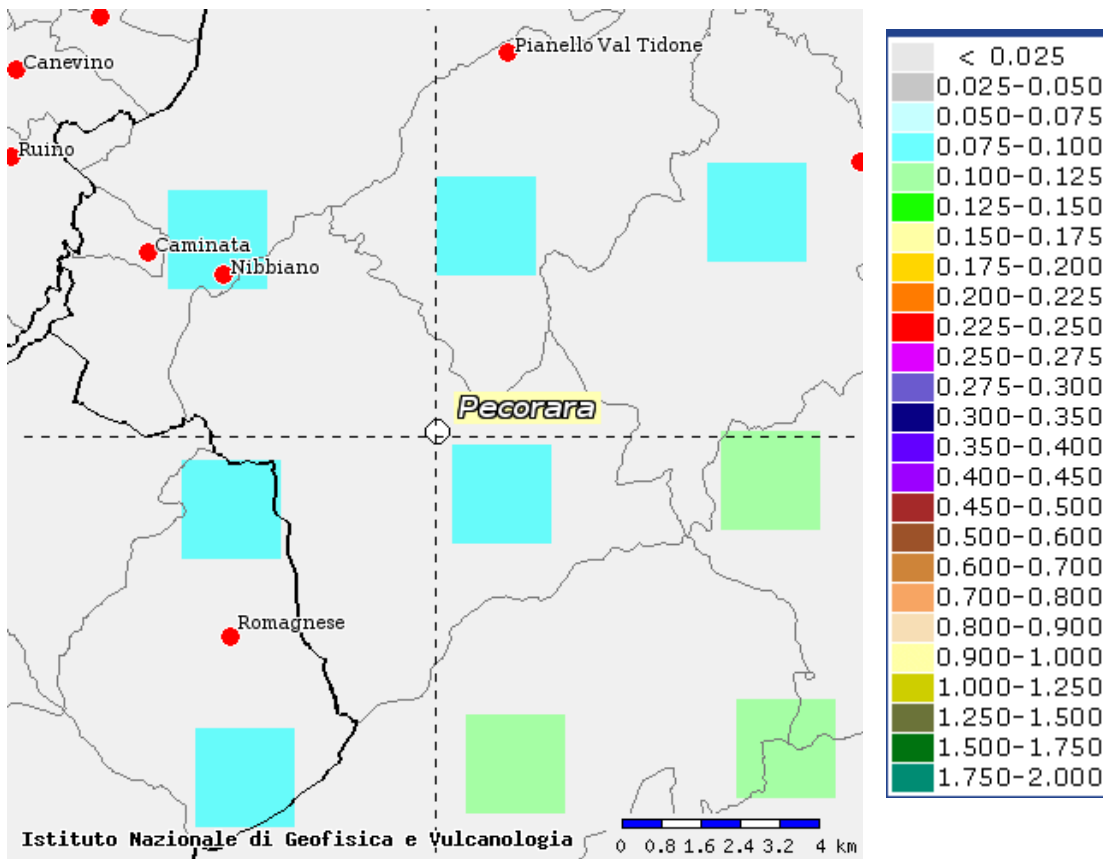 Pianello Val Tidone
Canevino
Ruino
Caminata
Nibbiano
Pecorara
Romagnese
Istituto Nazionale di Geofisica e Vulcanologia
0 0.8 1.6 2.4 3.2 4 km
< 0.025
0.025-0.050
0.050-0.075
0.075-0.100
0.100-0.125
0.125-0.150
0.150-0.175
0.175-0.200
0.200-0.225
0.225-0.250
0.250-0.275
0.275-0.300
0.300-0.350
0.350-0.400
0.400-0.450
0.450-0.500
0.500-0.600
0.600-0.700
0.700-0.800
0.800-0.900
0.900-1.000
1.000-1.250
1.250-1.500
1.500-1.750
1.750-2.000